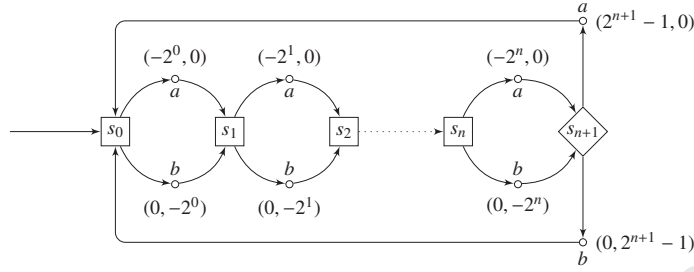 a
(2^{n+1} − 1, 0)
(−2^0, 0) (−2^1, 0) (−2^n, 0)
a a a
s_0 s_1 s_2 s_n s_{n+1}
b b b
(0, −2^0) (0, −2^1) (0, −2^n)
(0, 2^{n+1} − 1)
b